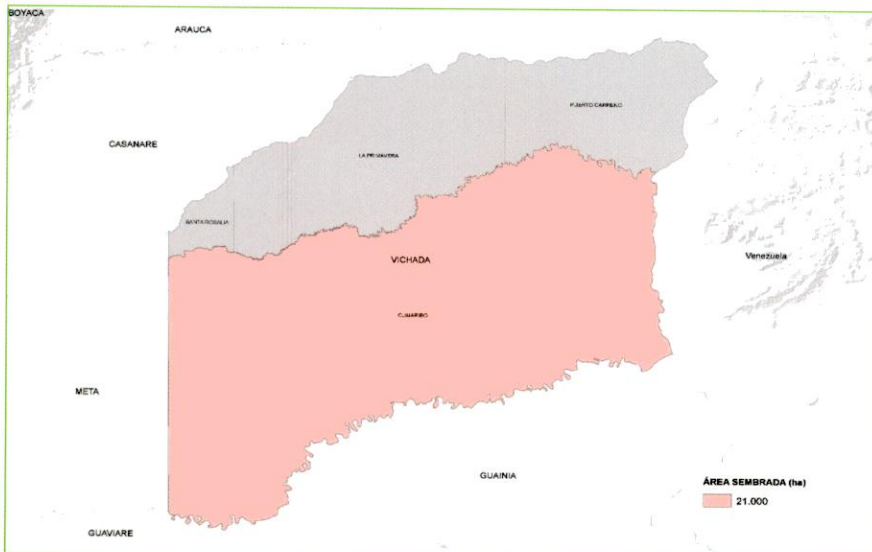 BOYACA
ARAUCA
PUERTO CARREÑO
CASANARE
LA PRIMAVERA
SANTA ROSALIA
VICHADA
Venezuela
CUMARIBO
META
GUAINIA
ÁREA SEMBRADA (ha)
21.000
GUAVIARE